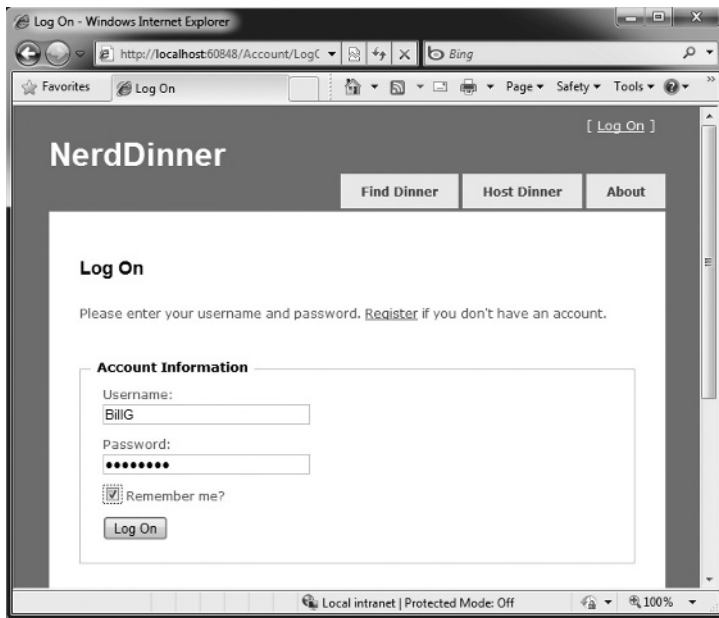 Log On - Windows Internet Explorer
http://localhost:60848/Account/LogO
Bing
Favorites
Log On
Page
Safety
Tools
[ Log On ]
NerdDinner
Find Dinner
Host Dinner
About
Log On
Please enter your username and password. Register if you don't have an account.
Account Information
Username:
BillG
Password:
Remember me?
Log On
Local intranet | Protected Mode: Off
100%